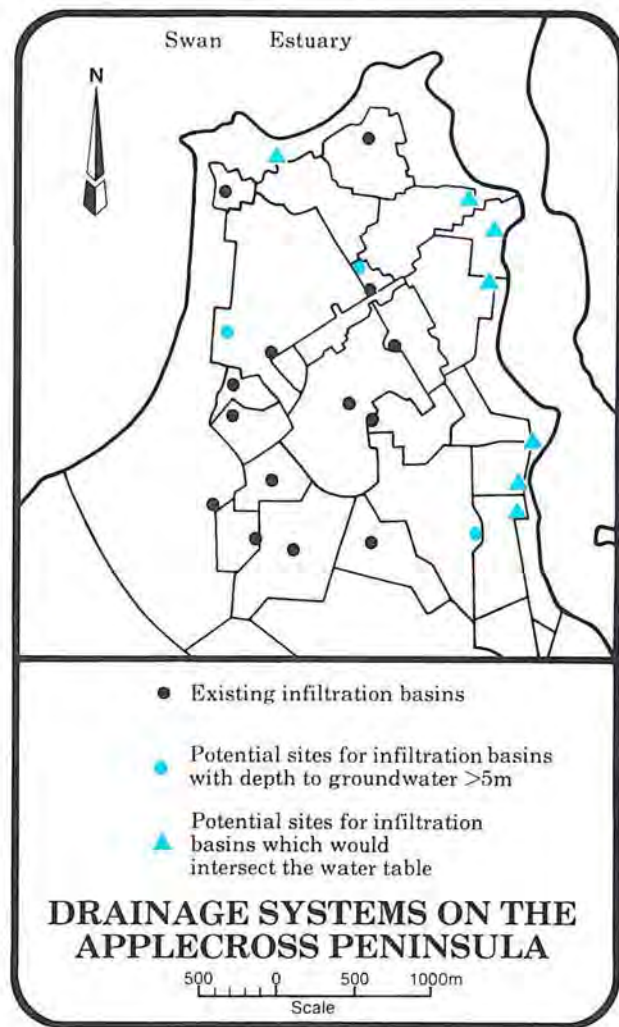 Swan Estuary
N
Existing infiltration basins
Potential sites for infiltration basins
with depth to groundwater >5m
Potential sites for infiltration
basins which would
intersect the water table
DRAINAGE SYSTEMS ON THE
APPLECROSS PENINSULA
500 0 500 1000m
Scale